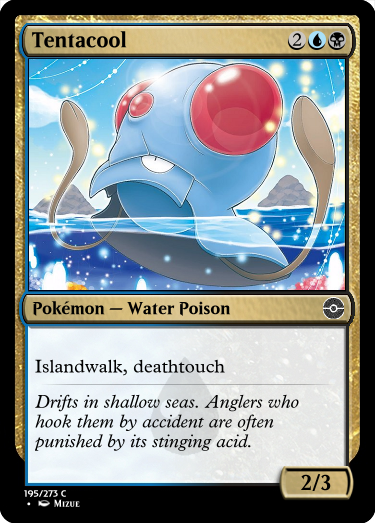 Tentacool 2
Pokémon — Water Poison
Islandwalk, deathtouch
Drifts in shallow seas. Anglers who
hook them by accident are often
punished by its stinging acid.
2/3
195/273 C
• Mizue